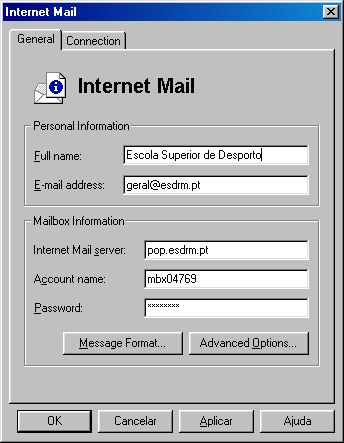 Internet Mail
General Connection
Internet Mail
Personal Information
Full name: Escola Superior de Desporto
E-mail address: geral@esdrm.pt
Mailbox Information
Internet Mail server: pop.esdrm.pt
Account name: mbx04769
Password: ********
Message Format... Advanced Options...
OK Cancelar Aplicar Ajuda